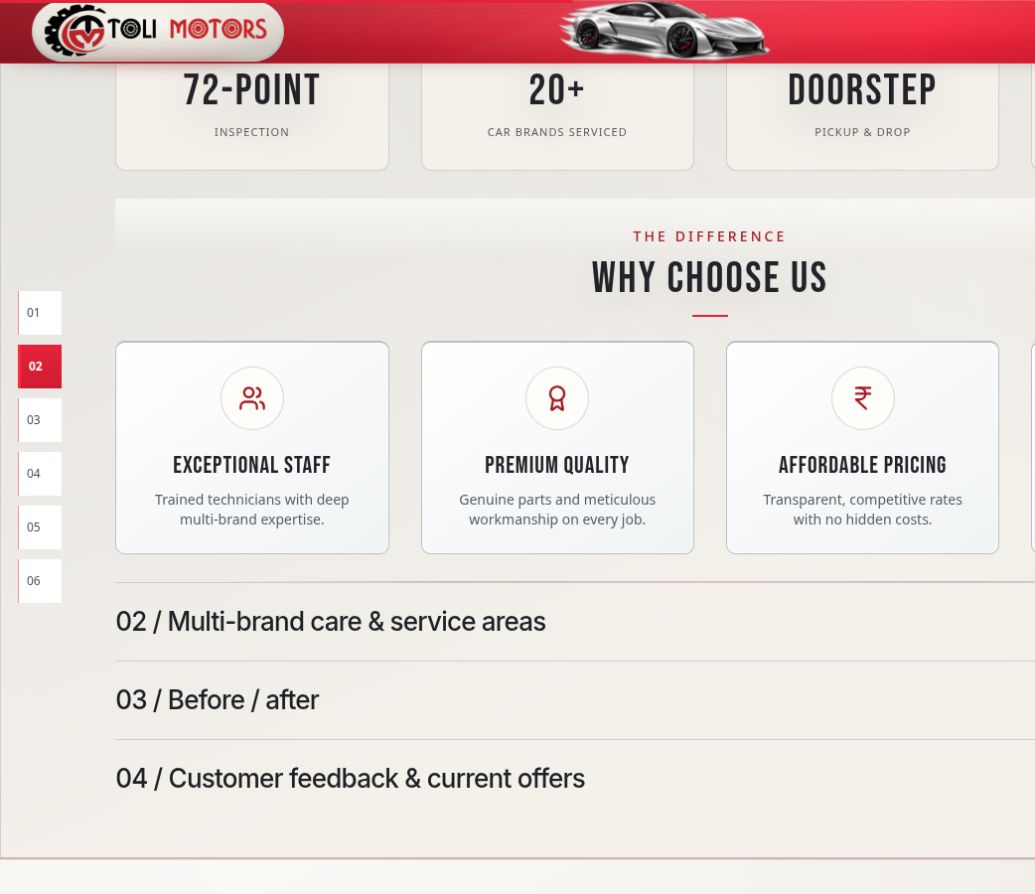 TOLI MOTORS
72-POINT
INSPECTION
20+
CAR BRANDS SERVICED
DOORSTEP
PICKUP & DROP
THE DIFFERENCE
WHY CHOOSE US
01
02
03
04
05
06
EXCEPTIONAL STAFF
Trained technicians with deep
multi-brand expertise.
PREMIUM QUALITY
Genuine parts and meticulous
workmanship on every job.
₹
AFFORDABLE PRICING
Transparent, competitive rates
with no hidden costs.
02 / Multi-brand care & service areas
03 / Before / after
04 / Customer feedback & current offers